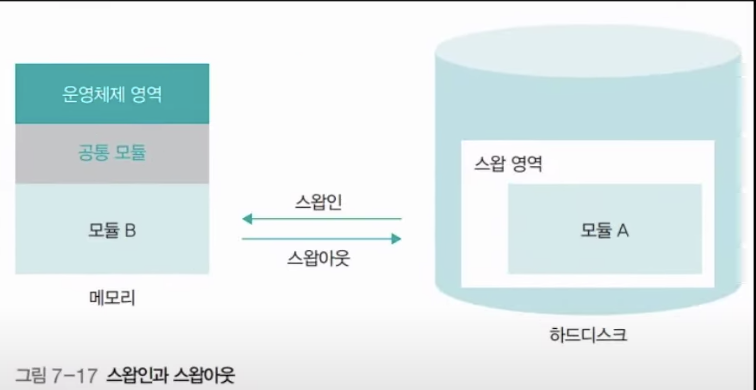 운영체제 영역
공통 모듈
모듈 B
메모리
스왑인
스왑아웃
스왑 영역
모듈 A
하드디스크
그림 7-17 스왑인과 스왑아웃